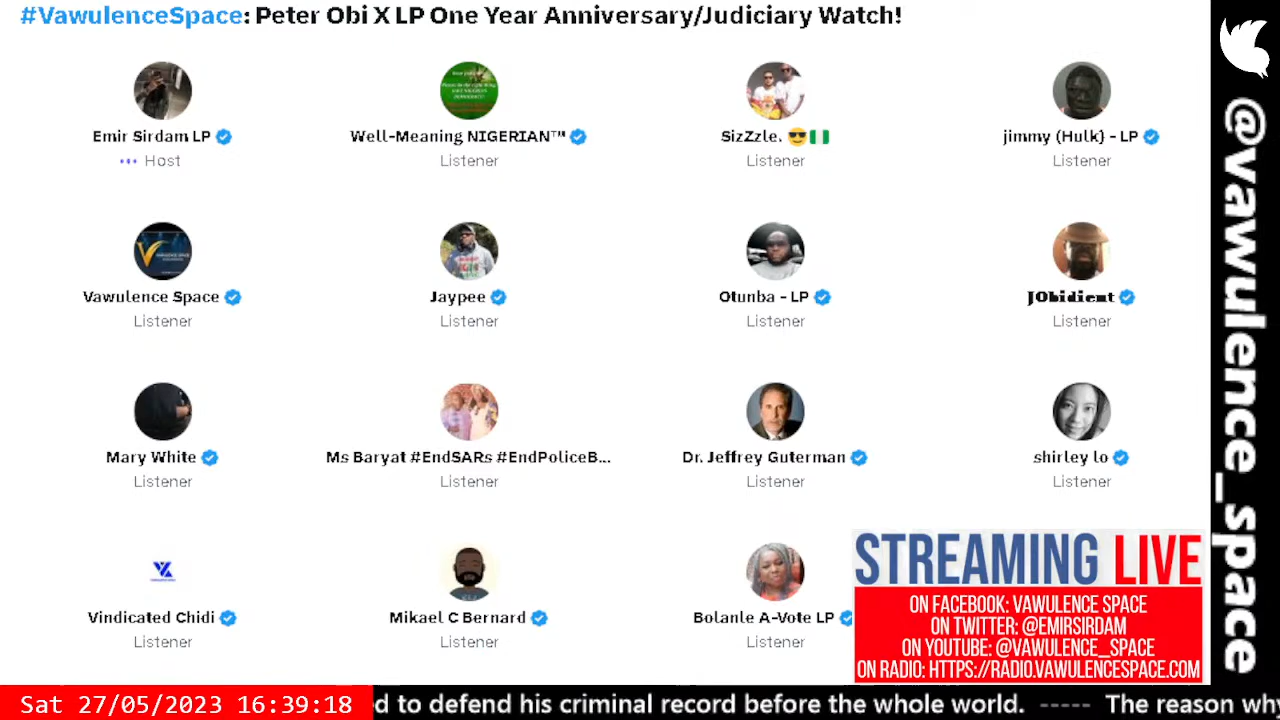 #VawulenceSpace: Peter Obi X LP One Year Anniversary/Judiciary Watch!
Emir Sirdam LP
Host
Well-Meaning NIGERIAN™
Listener
SizZzle. 😎🇳🇬
Listener
jimmy (Hulk) - LP
Listener
Vawulence Space
Listener
Jaypee
Listener
Otunba - LP
Listener
JObidient
Listener
Mary White
Listener
Ms Baryat #EndSARs #EndPoliceB...
Listener
Dr. Jeffrey Guterman
Listener
shirley lo
Listener
Vindicated Chidi
Listener
Mikael C Bernard
Listener
Bolanle A-Vote LP
Listener
STREAMING LIVE
ON FACEBOOK: VAWULENCE SPACE
ON TWITTER: @EMIRSIRDAM
ON YOUTUBE: @VAWULENCE_SPACE
ON RADIO: HTTPS://RADIO.VAWULENCESPACE.COM
@vawulence_space
Sat 27/05/2023 16:39:18
d to defend his criminal record before the whole world. ----- The reason why